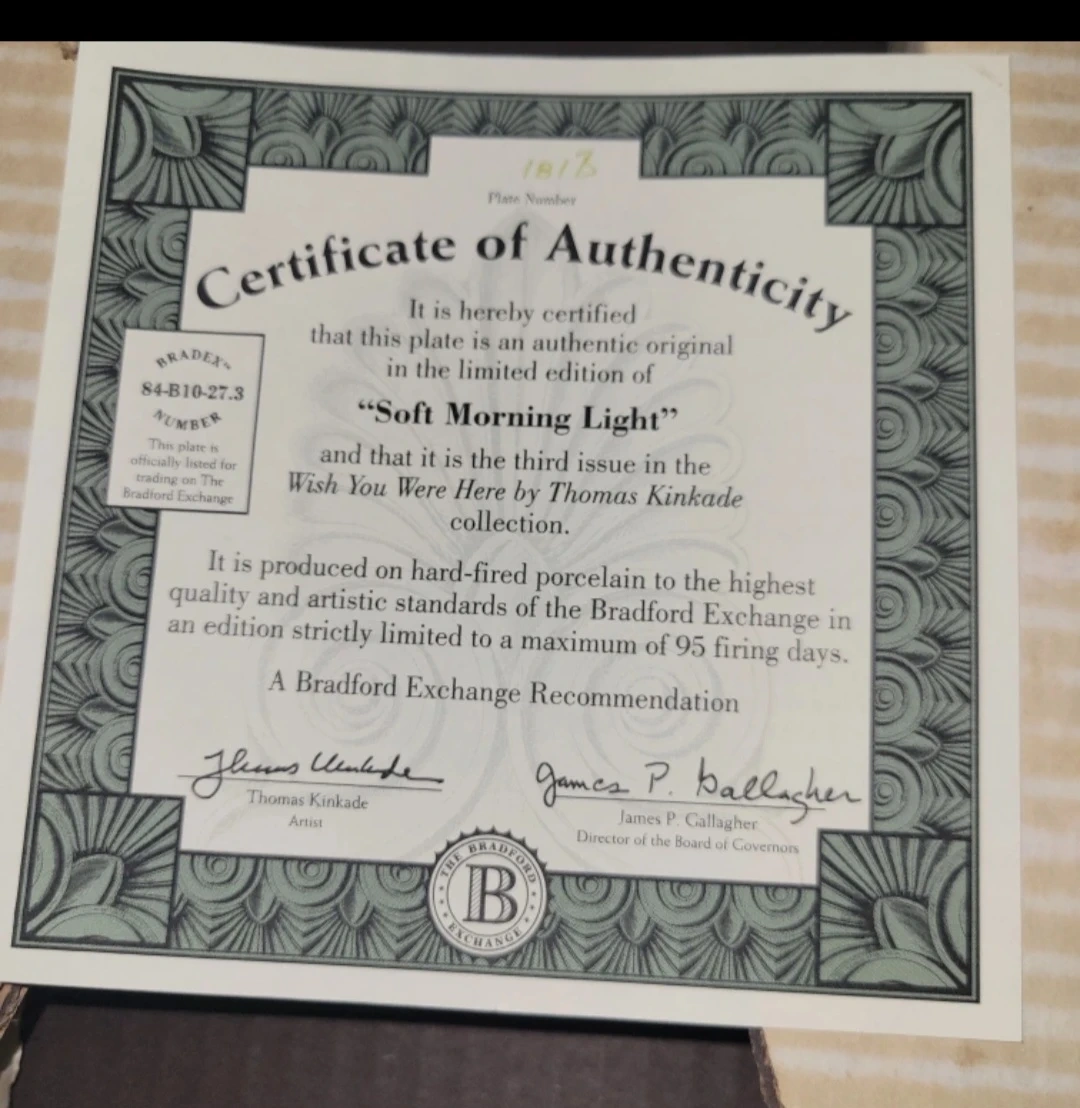 Plate Number
Certificate of Authenticity
It is hereby certified
that this plate is an authentic original
in the limited edition of
“Soft Morning Light”
and that it is the third issue in the
Wish You Were Here by Thomas Kinkade
collection.
BRADEX™
84-B10-27.3
NUMBER
This plate is
officially listed for
trading on The
Bradford Exchange
It is produced on hard-fired porcelain to the highest
quality and artistic standards of the Bradford Exchange in
an edition strictly limited to a maximum of 95 firing days.
A Bradford Exchange Recommendation
Thomas Kinkade
Thomas Kinkade
Artist
James P. Gallagher
James P. Gallagher
Director of the Board of Governors
THE BRADFORD
B
EXCHANGE